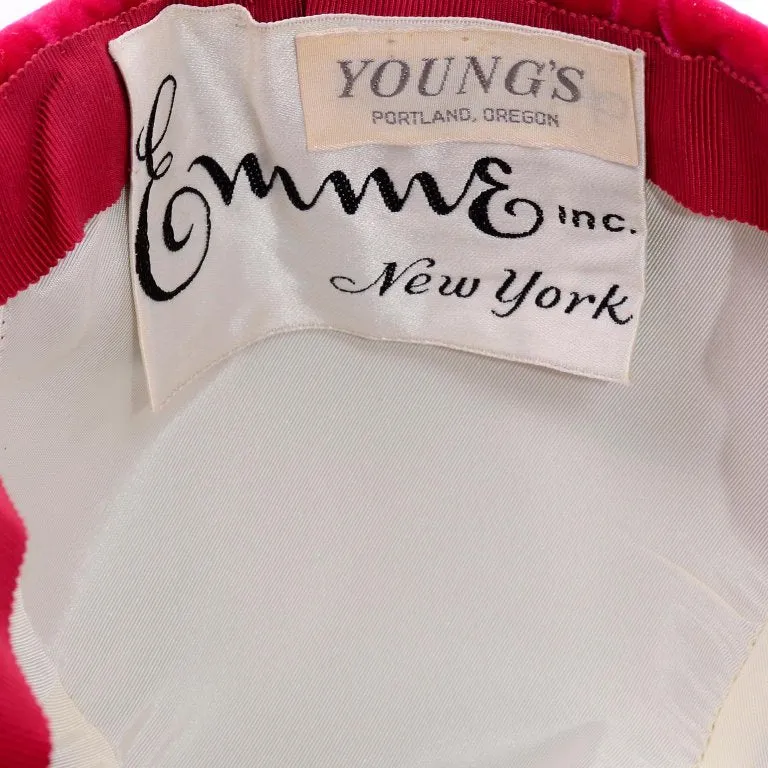 YOUNG'S
PORTLAND, OREGON
Emme inc.
New York